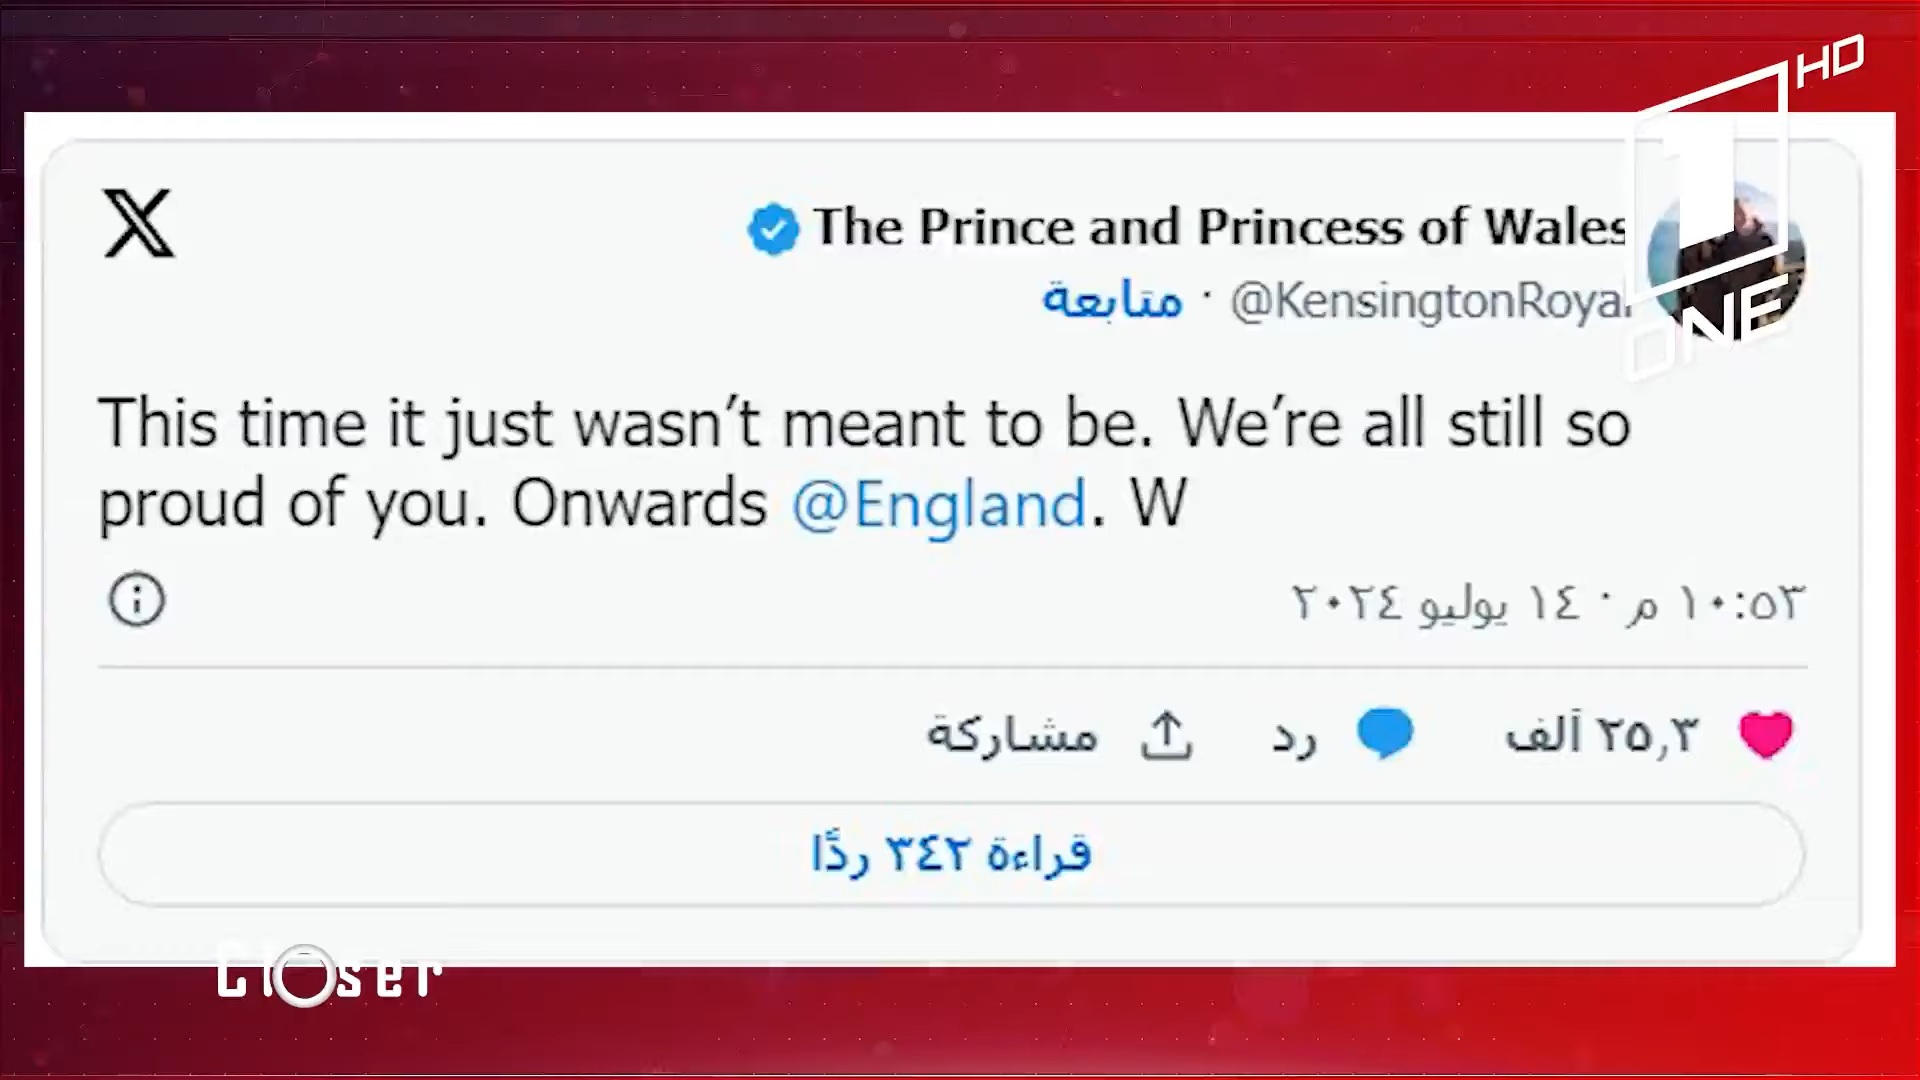 HD
1
ONE
X
The Prince and Princess of Wales
@KensingtonRoyal · متابعة
This time it just wasn’t meant to be. We’re all still so
proud of you. Onwards @England. W
١٠:٥٣ م · ١٤ يوليو ٢٠٢٤
٢٥٫٣ ألف رد مشاركة
قراءة ٣٤٢ ردًا
Closer